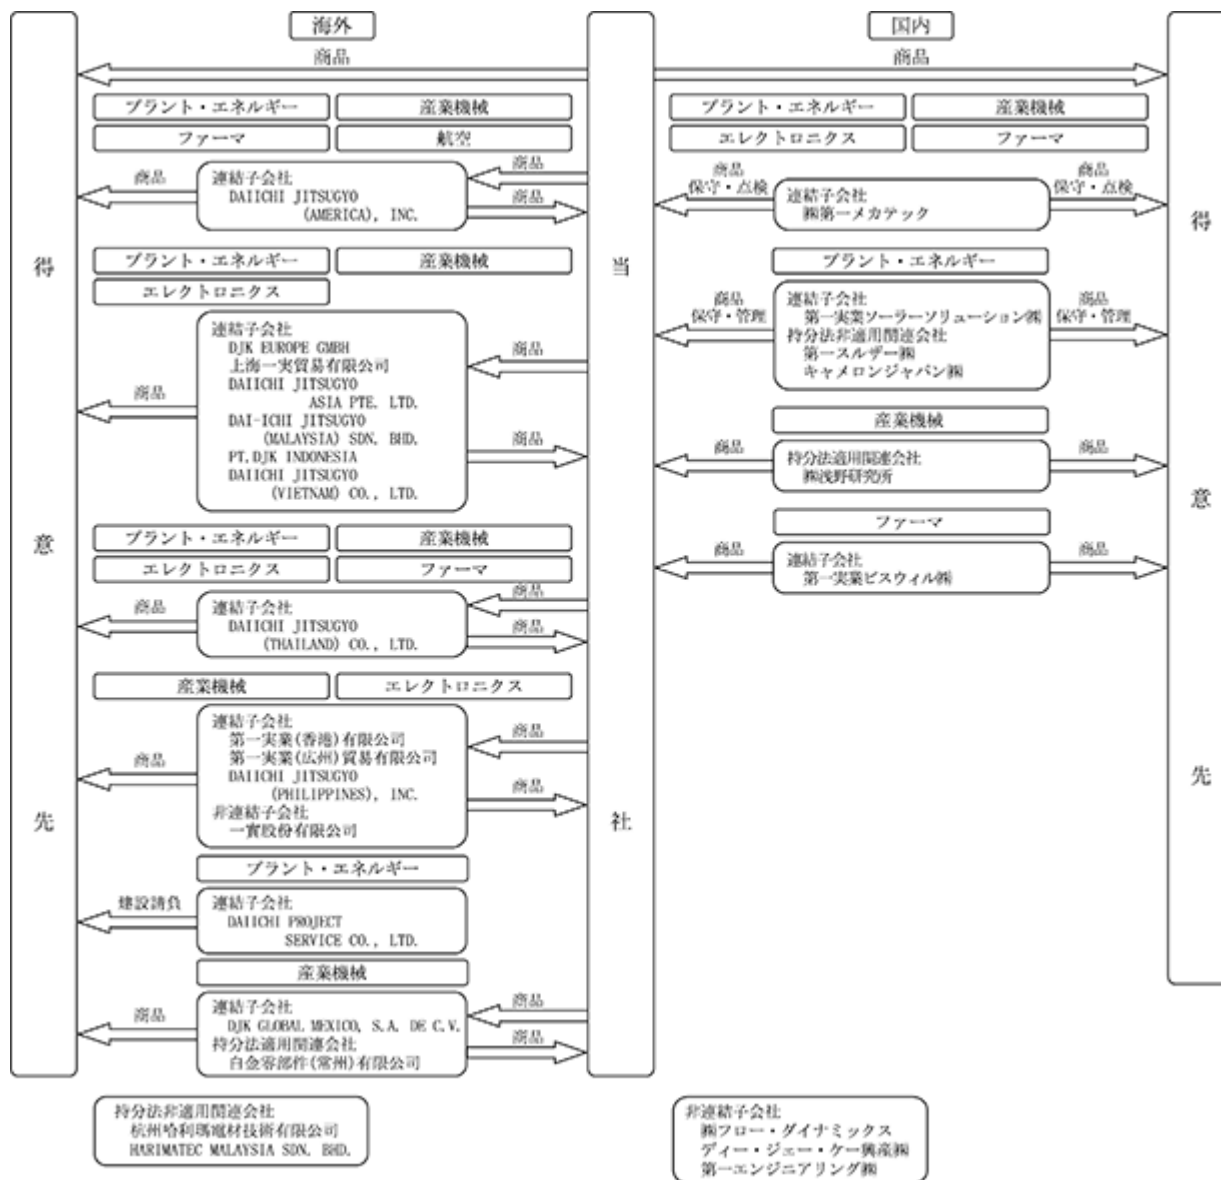 海外
国内
商品
商品
プラント・エネルギー
産業機械
ファーマ
航空
商品
連結子会社
DAIICHI JITSUGYO
(AMERICA), INC.
商品
商品
プラント・エネルギー
産業機械
エレクトロニクス
連結子会社
DJK EUROPE GMBH
上海一実貿易有限公司
DAIICHI JITSUGYO
ASIA PTE. LTD.
DAI-ICHI JITSUGYO
(MALAYSIA) SDN. BHD.
PT.DJK INDONESIA
DAIICHI JITSUGYO
(VIETNAM) CO., LTD.
商品
商品
商品
プラント・エネルギー
産業機械
エレクトロニクス
ファーマ
商品
連結子会社
DAIICHI JITSUGYO
(THAILAND) CO., LTD.
商品
商品
産業機械
エレクトロニクス
連結子会社
第一実業(香港)有限公司
第一実業(広州)貿易有限公司
DAIICHI JITSUGYO
(PHILIPPINES), INC.
非連結子会社
一實股份有限公司
商品
商品
商品
プラント・エネルギー
建設請負
連結子会社
DAIICHI PROJECT
SERVICE CO., LTD.
産業機械
商品
連結子会社
DJK GLOBAL MEXICO, S.A. DE C.V.
持分法適用関連会社
白金零部件(常州)有限公司
商品
商品
持分法非適用関連会社
杭州哈利瑪電材技術有限公司
HARIMATEC MALAYSIA SDN. BHD.
得
意
先
当
社
プラント・エネルギー
産業機械
エレクトロニクス
ファーマ
商品
保守・点検
連結子会社
㈱第一メカテック
商品
保守・点検
プラント・エネルギー
商品
保守・管理
連結子会社
第一実業ソーラーソリューション㈱
持分法非適用関連会社
第一スルザー㈱
キャメロンジャパン㈱
商品
保守・管理
産業機械
商品
持分法適用関連会社
㈱浅野研究所
商品
ファーマ
商品
連結子会社
第一実業ビスウィル㈱
商品
得
意
先
非連結子会社
㈱フロー・ダイナミックス
ディー・ジェー・ケー興産㈱
第一エンジニアリング㈱